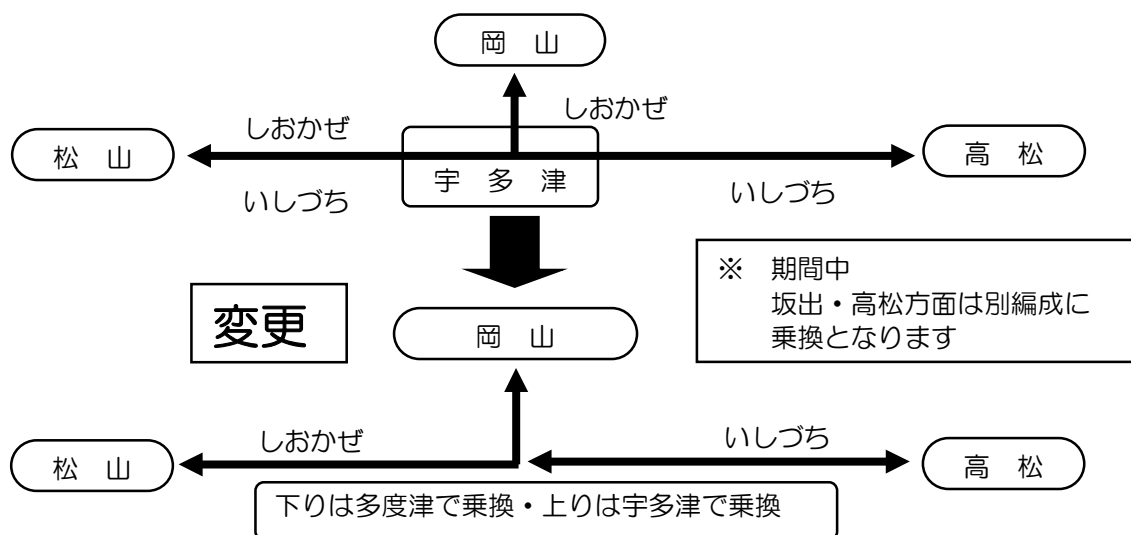 岡 山
しおかぜ
しおかぜ
松 山
高 松
宇 多 津
いしづち
いしづち
※ 期間中
坂出・高松方面は別編成に
乗換となります
変更
岡 山
しおかぜ
いしづち
松 山
高 松
下りは多度津で乗換・上りは宇多津で乗換